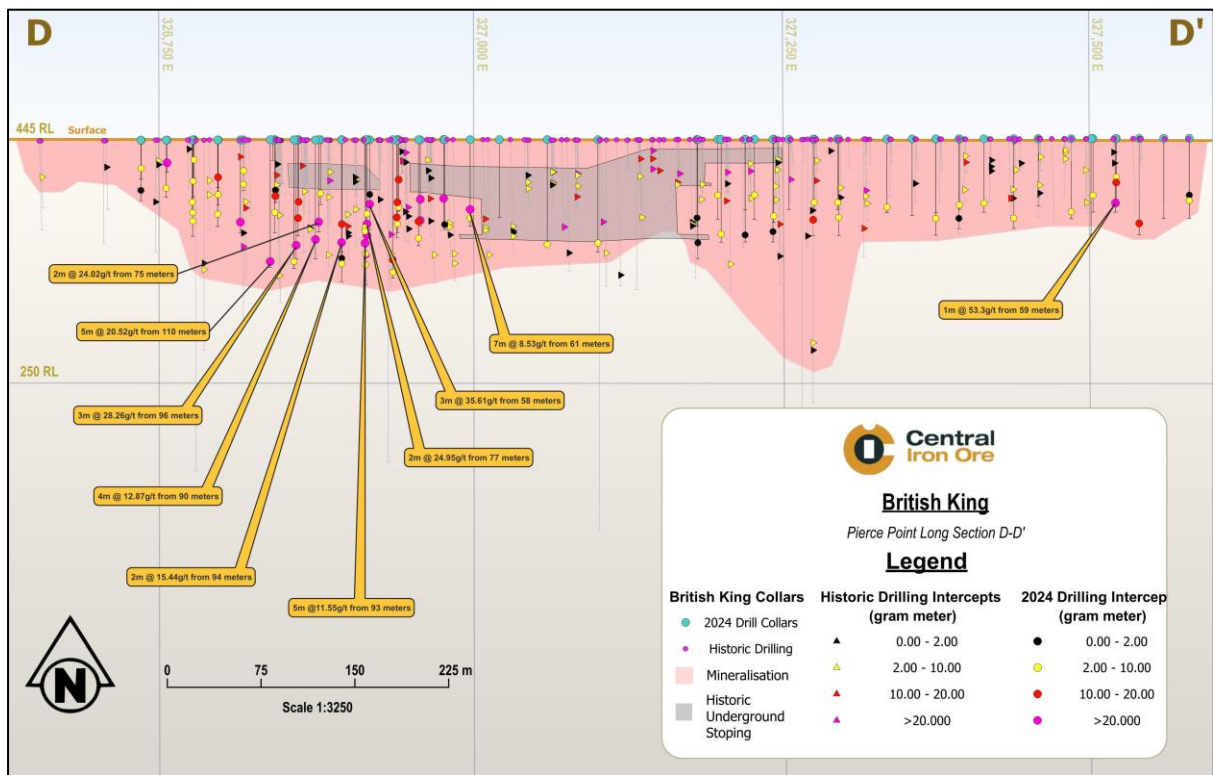 D
D'
326,750 E
327,000 E
327,250 E
327,500 E
445 RL
Surface
250 RL
2m @ 24.02g/t from 75 meters
5m @ 20.52g/t from 110 meters
3m @ 28.26g/t from 96 meters
4m @ 12.87g/t from 90 meters
2m @ 15.44g/t from 94 meters
5m @11.55g/t from 93 meters
2m @ 24.95g/t from 77 meters
3m @ 35.61g/t from 58 meters
7m @ 8.53g/t from 61 meters
1m @ 53.3g/t from 59 meters
N
0 75 150 225 m
Scale 1:3250
Central
Iron Ore
British King
Pierce Point Long Section D-D'
Legend
British King Collars
2024 Drill Collars
Historic Drilling
Mineralisation
Historic
Underground
Stoping
Historic Drilling Intercepts
(gram meter)
0.00 - 2.00
2.00 - 10.00
10.00 - 20.00
>20.000
2024 Drilling Intercep
(gram meter)
0.00 - 2.00
2.00 - 10.00
10.00 - 20.00
>20.000